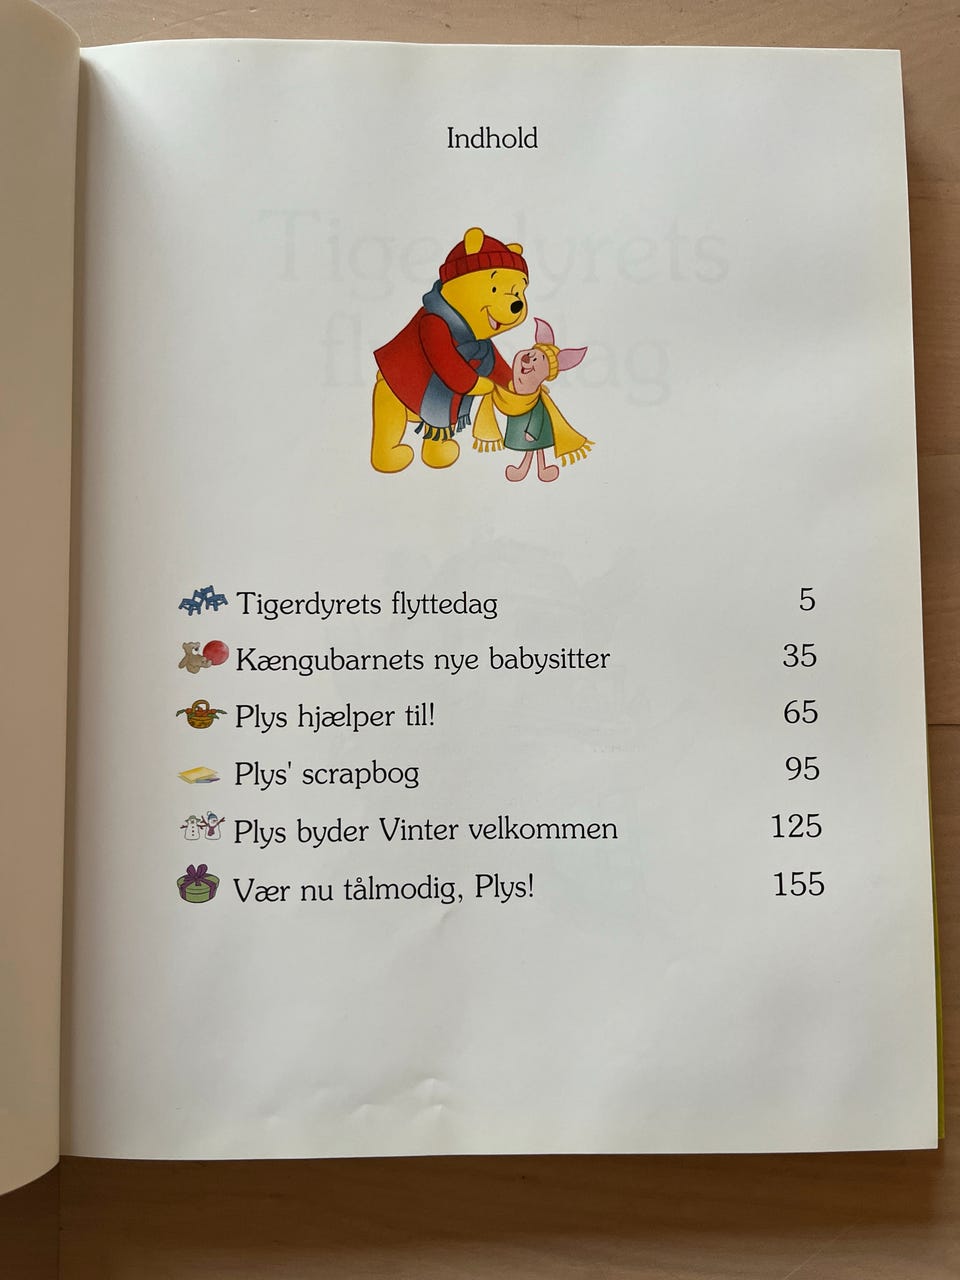 Indhold
Tigerdyrets flyttedag 5
Kængubarnets nye babysitter 35
Plys hjælper til! 65
Plys' scrapbog 95
Plys byder Vinter velkommen 125
Vær nu tålmodig, Plys! 155